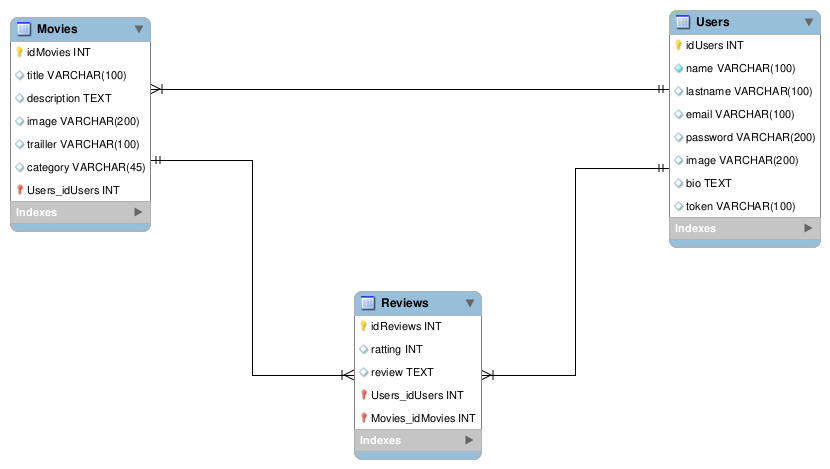 Movies
idMovies INT
title VARCHAR(100)
description TEXT
image VARCHAR(200)
trailler VARCHAR(100)
category VARCHAR(45)
Users_idUsers INT
Indexes
Users
idUsers INT
name VARCHAR(100)
lastname VARCHAR(100)
email VARCHAR(100)
password VARCHAR(200)
image VARCHAR(200)
bio TEXT
token VARCHAR(100)
Indexes
Reviews
idReviews INT
ratting INT
review TEXT
Users_idUsers INT
Movies_idMovies INT
Indexes